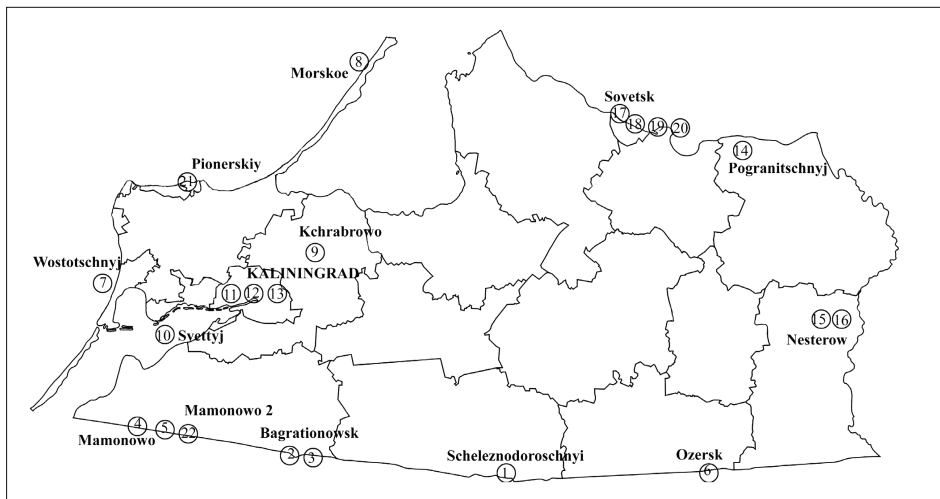 8
Morskoe
Sovetsk
17
18
19
20
14
Pogranitschnyj
Pionerskiy
21
Kchrabrowo
9
Wostotschnyj
7
KALININGRAD
11
12
13
10
Svettyj
15
16
Nesterow
4
5
22
Mamonowo 2
Mamonowo
Bagrationowsk
2
3
Scheleznodoroschnyi
1
Ozersk
6